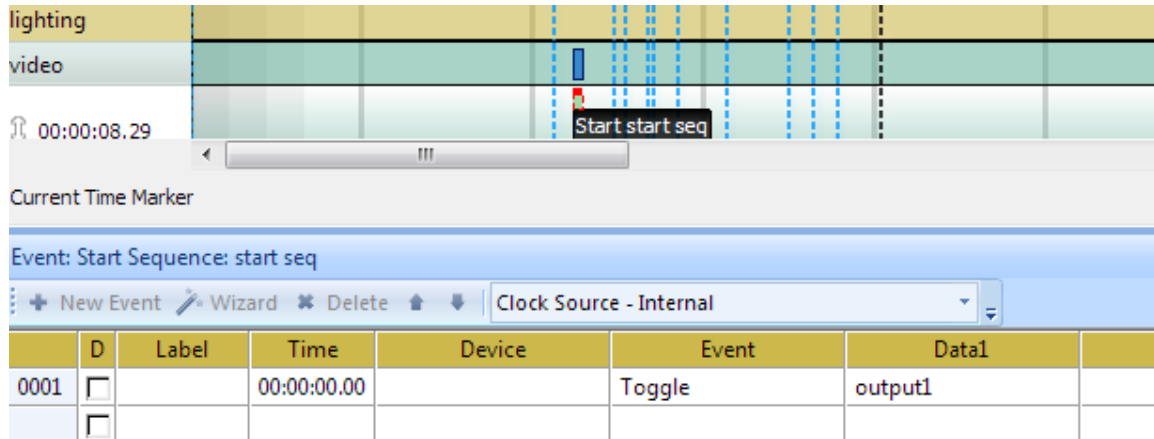 lighting
video
00:00:08.29
Start start seq
Current Time Marker
Event: Start Sequence: start seq
New Event Wizard Delete Clock Source - Internal
D Label Time Device Event Data1
0001 00:00:00.00 Toggle output1